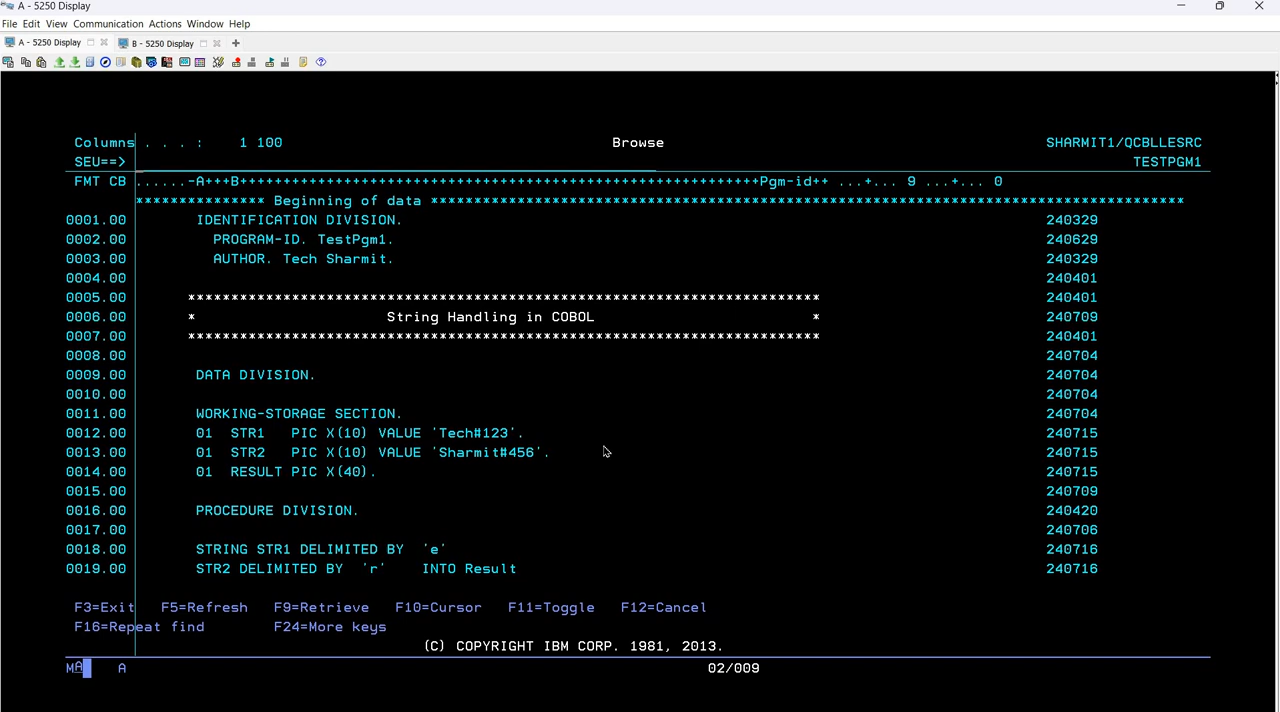 A - 5250 Display
File Edit View Communication Actions Window Help
A - 5250 Display B - 5250 Display +
Columns . . . : 1 100 Browse SHARMIT1/QCBLLESRC
SEU==> TESTPGM1
FMT CB ......-A+++B++++++++++++++++++++++++++++++++++++++++++++++++++++++++++++Pgm-id++ ...+... 9 ...+... 0
*************** Beginning of data ***************************************************************************************
0001.00 IDENTIFICATION DIVISION. 240329
0002.00 PROGRAM-ID. TestPgm1. 240629
0003.00 AUTHOR. Tech Sharmit. 240329
0004.00 240401
0005.00 ************************************************************************* 240401
0006.00 * String Handling in COBOL * 240709
0007.00 ************************************************************************* 240401
0008.00 240704
0009.00 DATA DIVISION. 240704
0010.00 240704
0011.00 WORKING-STORAGE SECTION. 240704
0012.00 01 STR1 PIC X(10) VALUE 'Tech#123'. 240715
0013.00 01 STR2 PIC X(10) VALUE 'Sharmit#456'. 240715
0014.00 01 RESULT PIC X(40). 240715
0015.00 240709
0016.00 PROCEDURE DIVISION. 240420
0017.00 240706
0018.00 STRING STR1 DELIMITED BY 'e' 240716
0019.00 STR2 DELIMITED BY 'r' INTO Result 240716
F3=Exit F5=Refresh F9=Retrieve F10=Cursor F11=Toggle F12=Cancel
F16=Repeat find F24=More keys
(C) COPYRIGHT IBM CORP. 1981, 2013.
MA A 02/009